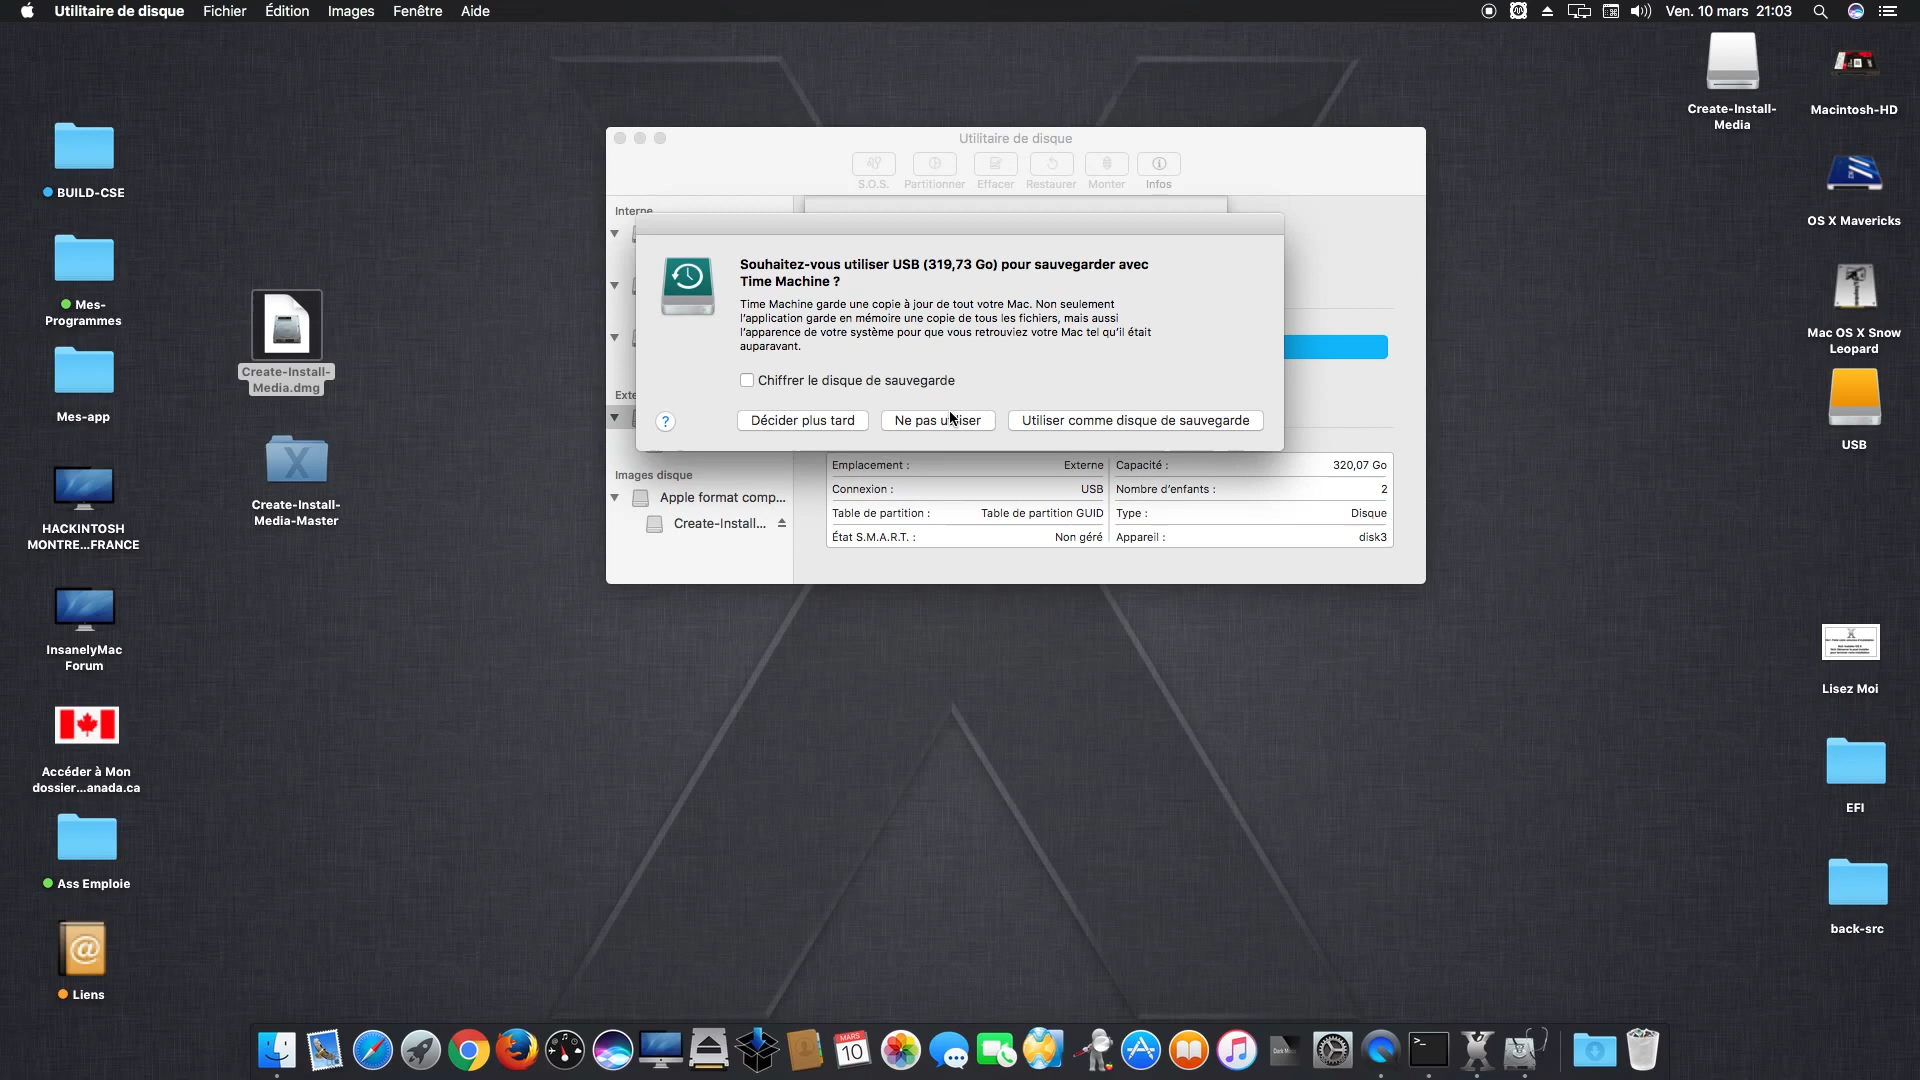 Utilitaire de disque Fichier Édition Images Fenêtre Aide
Ven. 10 mars 21:03
BUILD-CSE
Mes-
Programmes
Mes-app
HACKINTOSH
MONTRE...FRANCE
InsanelyMac
Forum
Accéder à Mon
dossier...anada.ca
Ass Emploie
Liens
Create-Install-
Media.dmg
Create-Install-
Media-Master
Utilitaire de disque
S.O.S. Partitionner Effacer Restaurer Monter Infos
Interne
Souhaitez-vous utiliser USB (319,73 Go) pour sauvegarder avec
Time Machine ?
Time Machine garde une copie à jour de tout votre Mac. Non seulement
l'application garde en mémoire une copie de tous les fichiers, mais aussi
l'apparence de votre système pour que vous retrouviez votre Mac tel qu'il était
auparavant.
Chiffrer le disque de sauvegarde
? Décider plus tard Ne pas utiliser Utiliser comme disque de sauvegarde
Exte
Images disque
Apple format comp...
Create-Install...
Emplacement : Externe Capacité : 320,07 Go
Connexion : USB Nombre d'enfants : 2
Table de partition : Table de partition GUID Type : Disque
État S.M.A.R.T. : Non géré Appareil : disk3
Create-Install-
Media
Macintosh-HD
OS X Mavericks
Mac OS X Snow
Leopard
USB
Lisez Moi
EFI
back-src
MARS
10